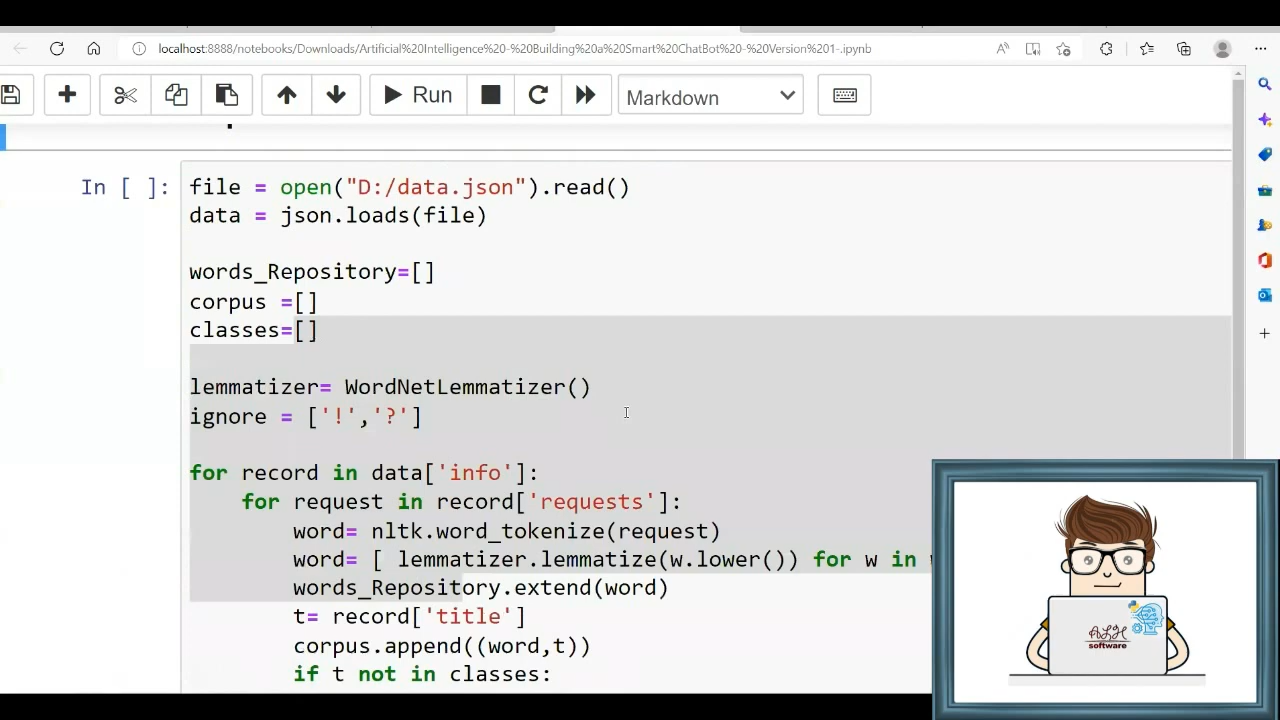 localhost:8888/notebooks/Downloads/Artificial%20Intelligence%20-%20Building%20a%20Smart%20ChatBot%20-%20Version%201-.ipynb
Run
Markdown
In [ ]:
file = open("D:/data.json").read()
data = json.loads(file)
words_Repository=[]
corpus =[]
classes=[]
lemmatizer= WordNetLemmatizer()
ignore = ['!','?']
for record in data['info']:
for request in record['requests']:
word= nltk.word_tokenize(request)
word= [ lemmatizer.lemmatize(w.lower()) for w in
words_Repository.extend(word)
t= record['title']
corpus.append((word,t))
if t not in classes:
ALH
software